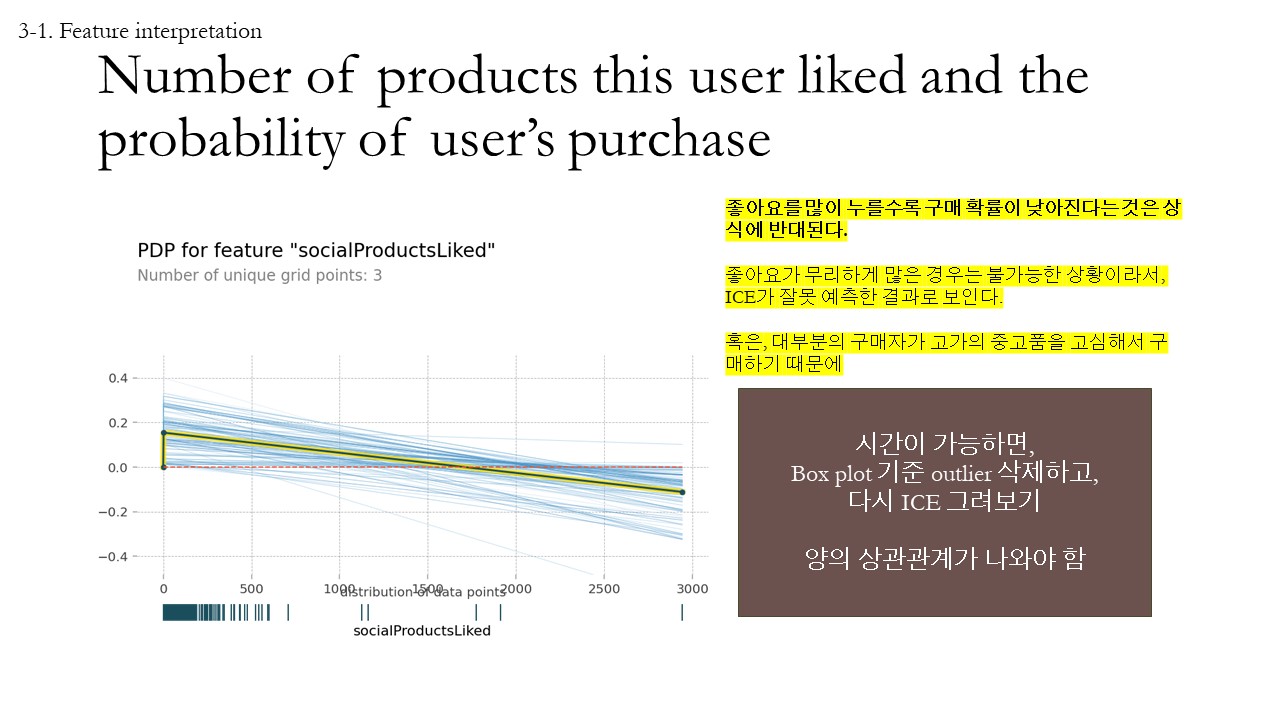 3-1. Feature interpretation
Number of products this user liked and the
probability of user’s purchase
좋아요를 많이 누를수록 구매 확률이 낮아진다는것은 상
식에 반대된다.
좋아요가 무리하게 많은 경우는 불가능한 상황이라서,
ICE가 잘못 예측한 결과로 보인다.
혹은, 대부분의 구매자가 고가의 중고품을 고심해서 구
매하기 때문에
PDP for feature "socialProductsLiked"
Number of unique grid points: 3
0.4
0.2
0.0
−0.2
−0.4
0 500 1000 1500 2000 2500 3000
distribution of data points
socialProductsLiked
시간이 가능하면,
Box plot 기준 outlier 삭제하고,
다시 ICE 그려보기
양의 상관관계가 나와야 함